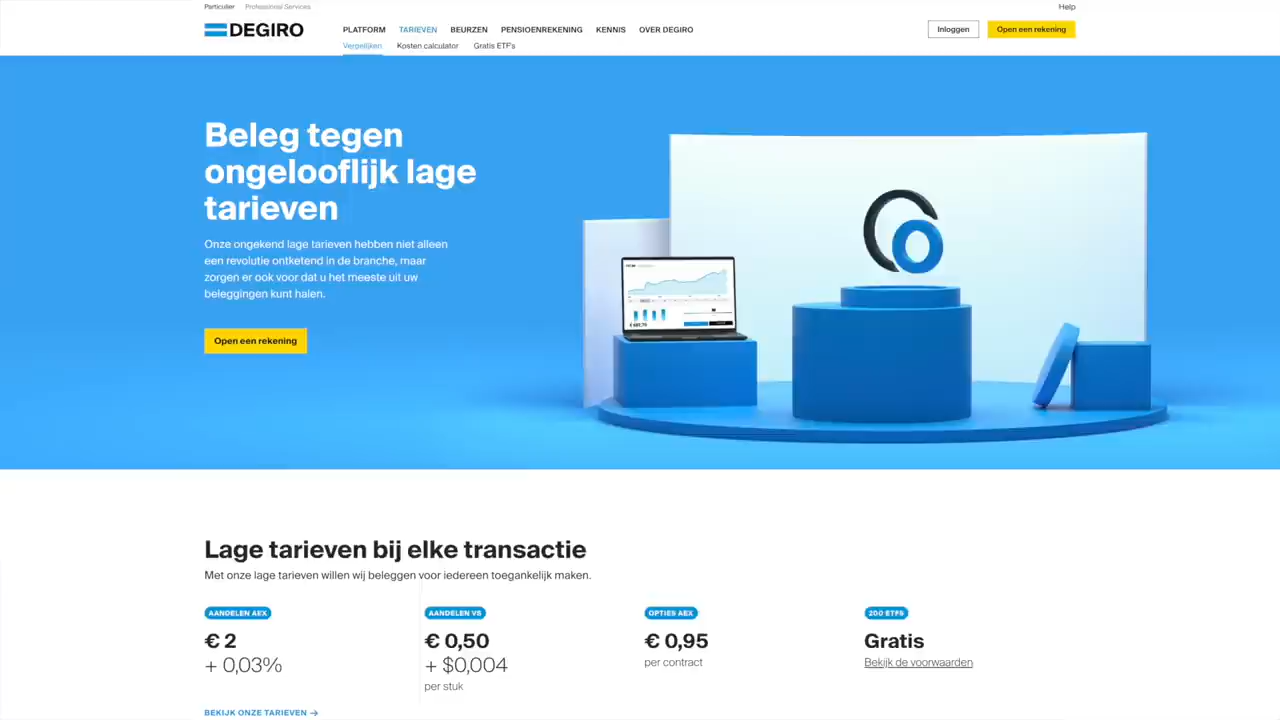 Particulier Professional Services Help
DEGIRO
PLATFORM TARIEVEN BEURZEN PENSIOENREKENING KENNIS OVER DEGIRO
Inloggen Open een rekening
Vergelijken Kosten calculator Gratis ETF's
Beleg tegen
ongelooflijk lage
tarieven
Onze ongekend lage tarieven hebben niet alleen
een revolutie ontketend in de branche, maar
zorgen er ook voor dat u het meeste uit uw
beleggingen kunt halen.
Open een rekening
Lage tarieven bij elke transactie
Met onze lage tarieven willen wij beleggen voor iedereen toegankelijk maken.
AANDELEN AEX
€ 2
+ 0,03%
AANDELEN VS
€ 0,50
+ $0,004
per stuk
OPTIES AEX
€ 0,95
per contract
200 ETFS
Gratis
Bekijk de voorwaarden
BEKIJK ONZE TARIEVEN →